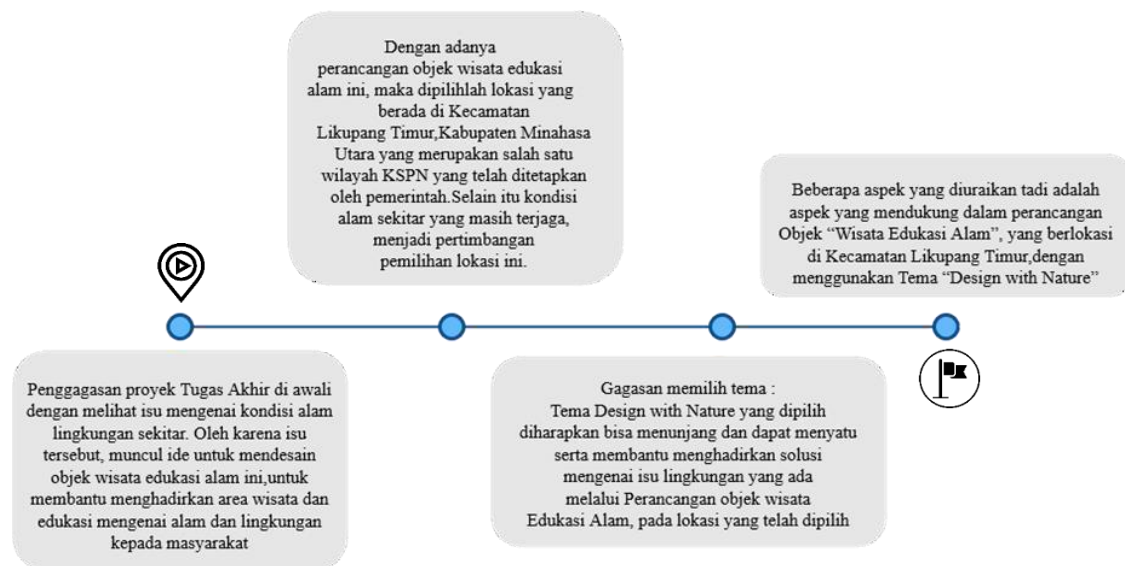 Penggagasan proyek Tugas Akhir di awali
dengan melihat isu mengenai kondisi alam
lingkungan sekitar. Oleh karena isu
tersebut, muncul ide untuk mendesain
objek wisata edukasi alam ini,untuk
membantu menghadirkan area wisata dan
edukasi mengenai alam dan lingkungan
kepada masyarakat
Dengan adanya
perancangan objek wisata edukasi
alam ini, maka dipilihlah lokasi yang
berada di Kecamatan
Likupang Timur,Kabupaten Minahasa
Utara yang merupakan salah satu
wilayah KSPN yang telah ditetapkan
oleh pemerintah.Selain itu kondisi
alam sekitar yang masih terjaga,
menjadi pertimbangan
pemilihan lokasi ini.
Gagasan memilih tema :
Tema Design with Nature yang dipilih
diharapkan bisa menunjang dan dapat menyatu
serta membantu menghadirkan solusi
mengenai isu lingkungan yang ada
melalui Perancangan objek wisata
Edukasi Alam, pada lokasi yang telah dipilih
Beberapa aspek yang diuraikan tadi adalah
aspek yang mendukung dalam perancangan
Objek “Wisata Edukasi Alam”, yang berlokasi
di Kecamatan Likupang Timur,dengan
menggunakan Tema “Design with Nature”